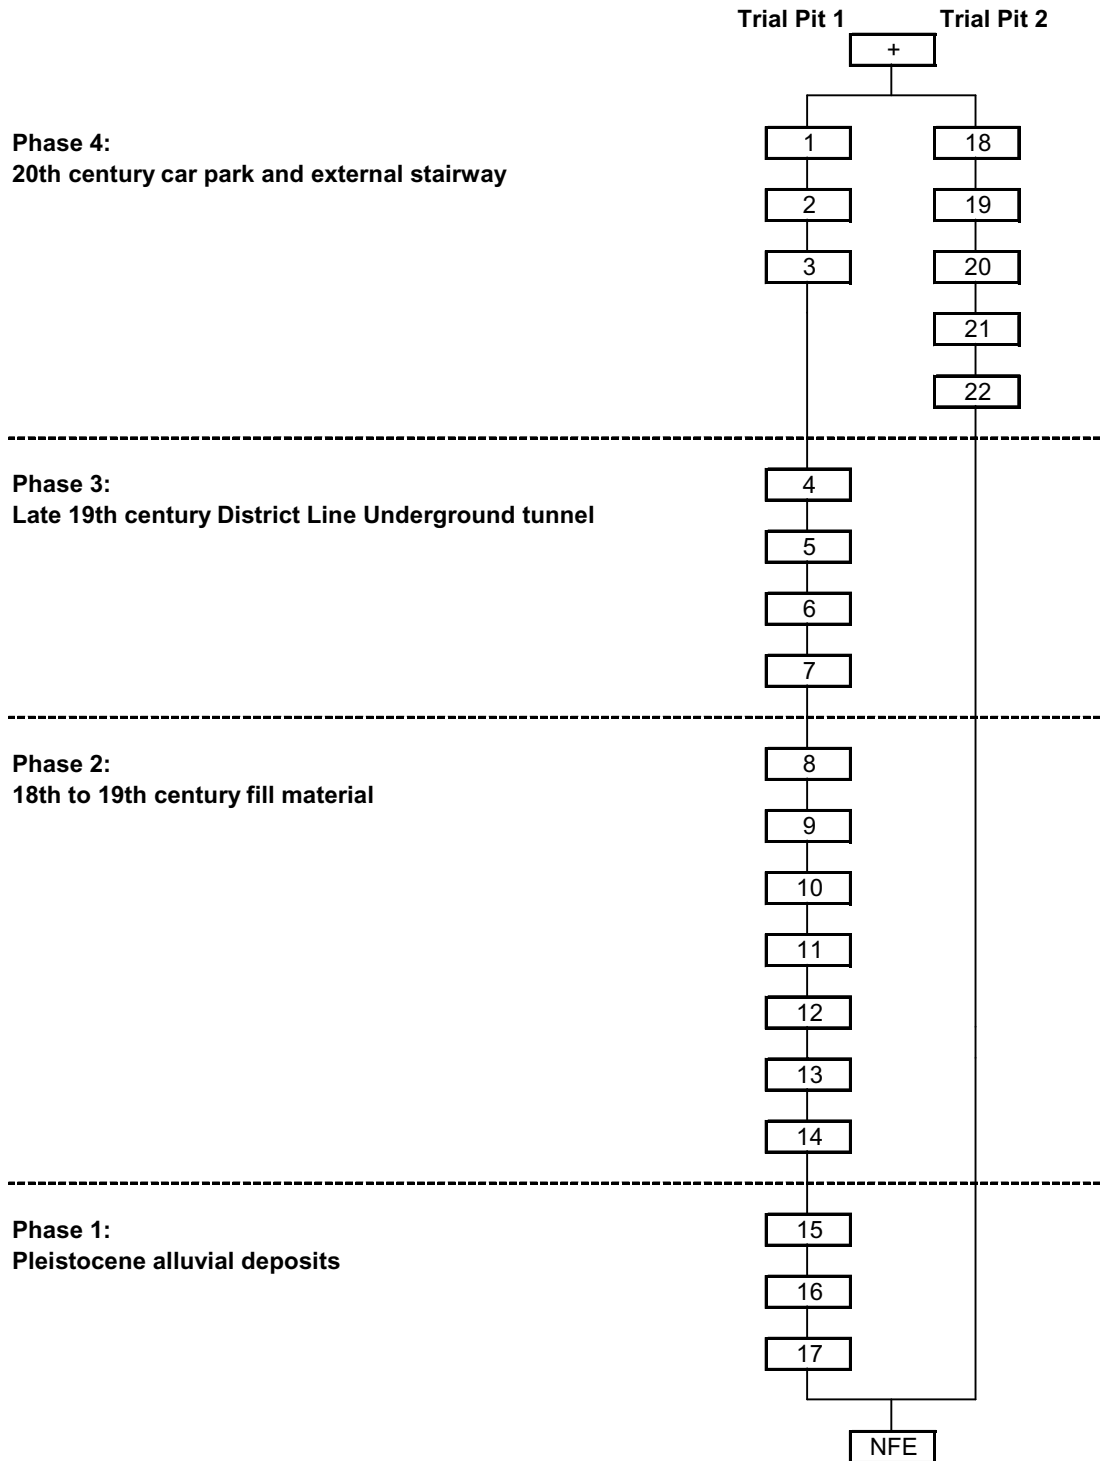 Trial Pit 1 Trial Pit 2
+
Phase 4: 1 18
20th century car park and external stairway
2 19
3 20
21
22
Phase 3: 4
Late 19th century District Line Underground tunnel
5
6
7
Phase 2: 8
18th to 19th century fill material
9
10
11
12
13
14
Phase 1: 15
Pleistocene alluvial deposits
16
17
NFE